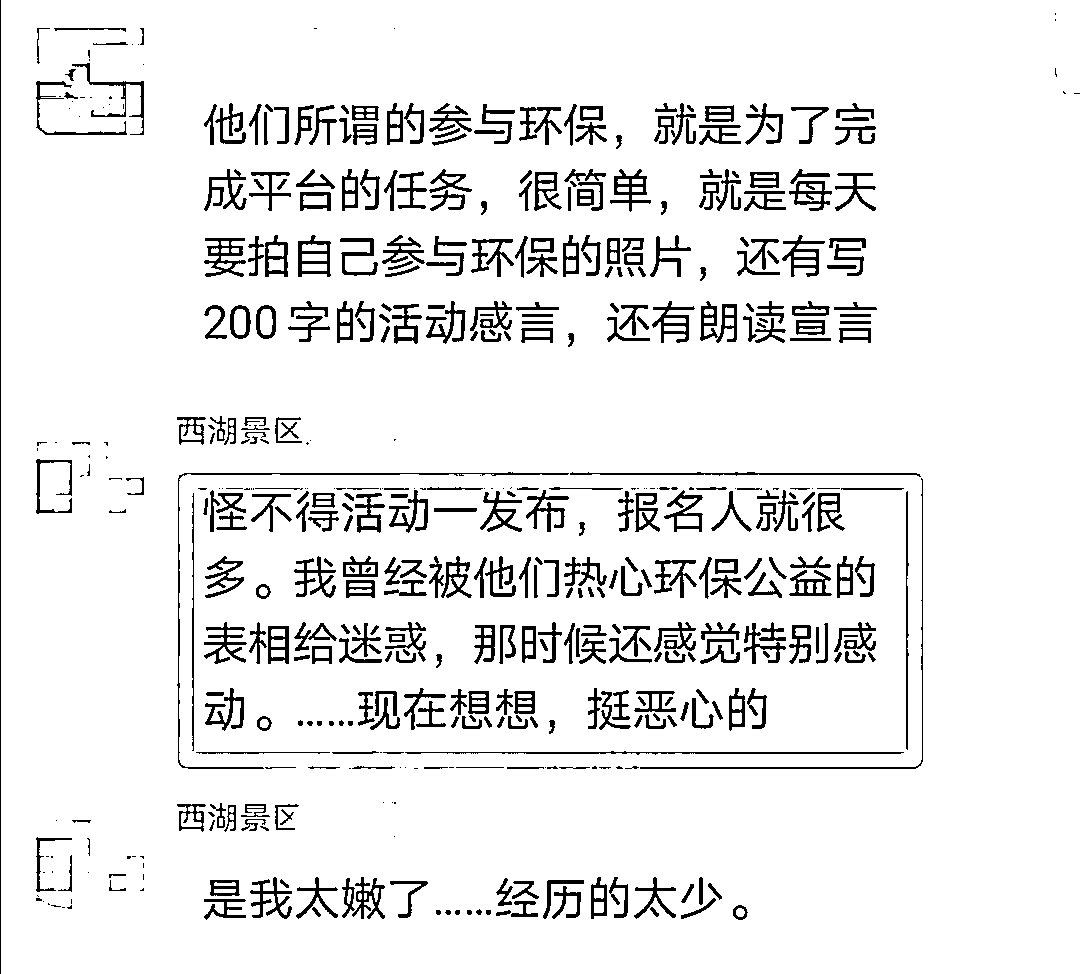 他们所谓的参与环保，就是为了完
成平台的任务，很简单，就是每天
要拍自己参与环保的照片，还有写
200字的活动感言，还有朗读宣言
西湖景区
怪不得活动一发布，报名人就很
多。我曾经被他们热心环保公益的
表相给迷惑，那时候还感觉特别感
动。……现在想想，挺恶心的
西湖景区
是我太嫩了……经历的太少。